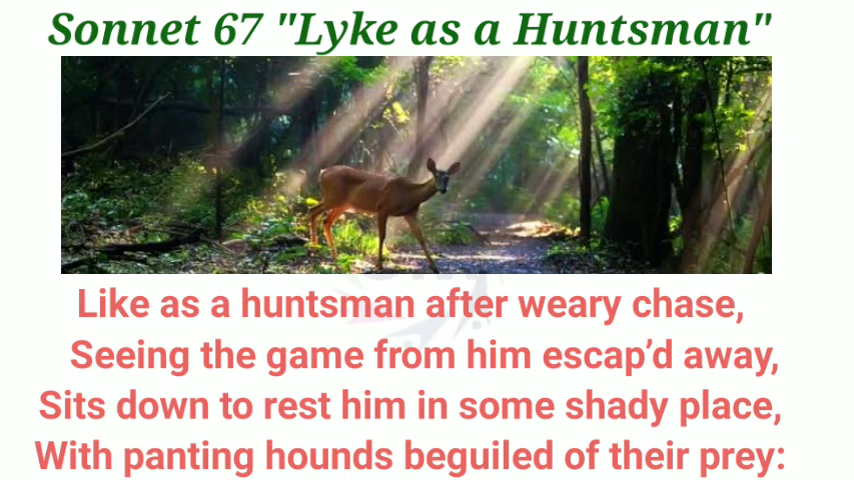 Sonnet 67 "Lyke as a Huntsman"
Like as a huntsman after weary chase,
Seeing the game from him escap’d away,
Sits down to rest him in some shady place,
With panting hounds beguiled of their prey: